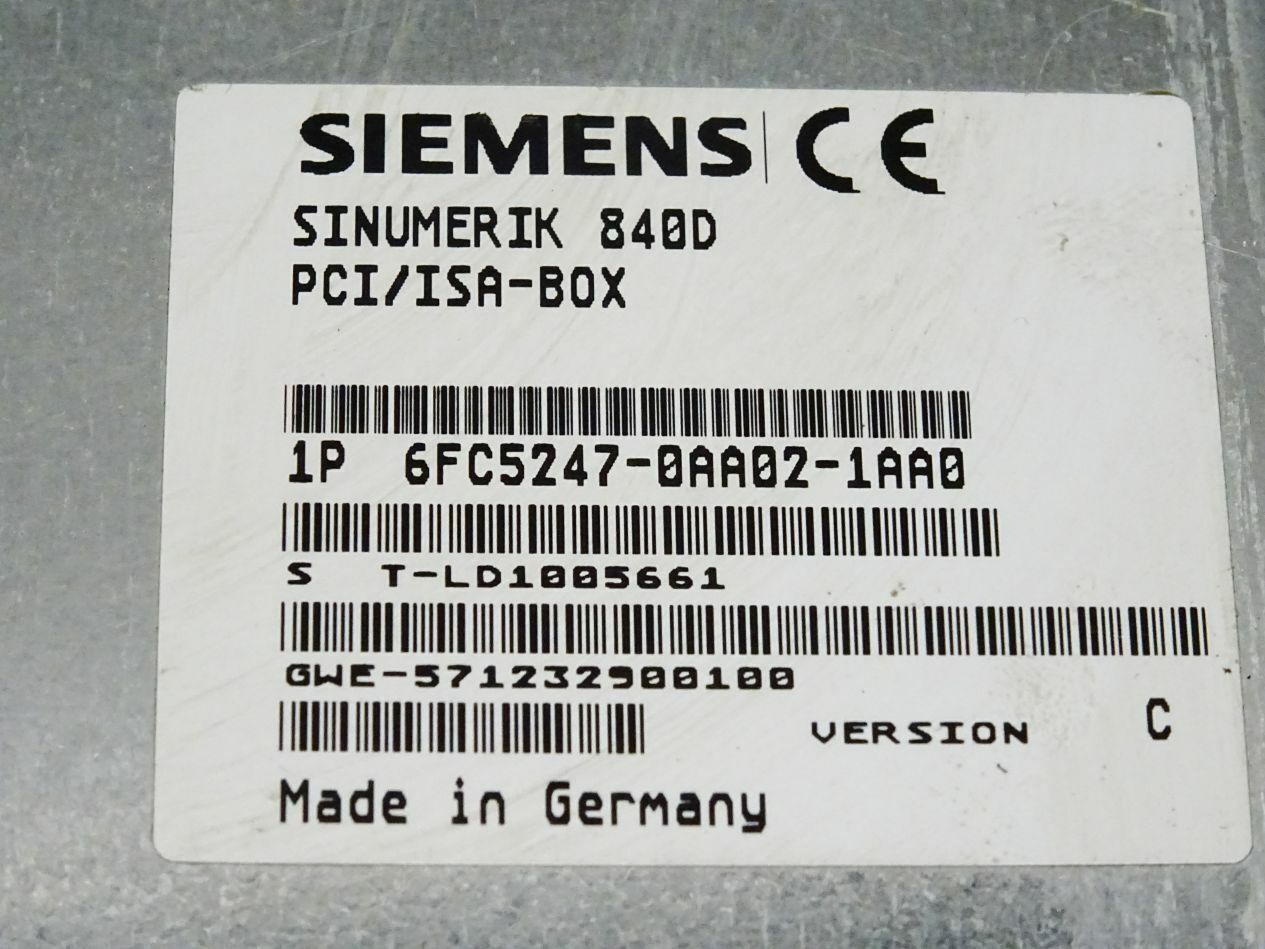 SIEMENS CE
SINUMERIK 840D
PCI/ISA-BOX
1P 6FC5247-0AA02-1AA0
S T-LD1005661
GWE-571232900100
VERSION C
Made in Germany